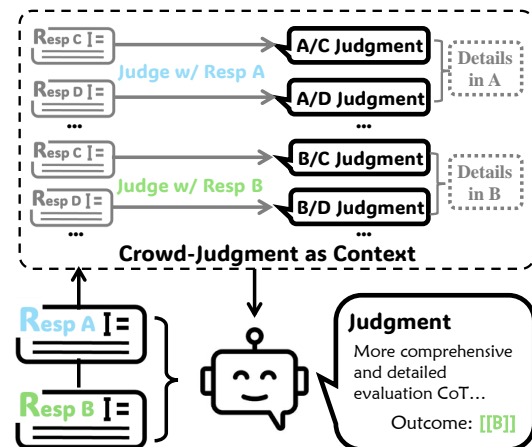 Resp C
A/C Judgment
Judge w/ Resp A
Details
in A
Resp D
A/D Judgment
...
...
Resp C
B/C Judgment
Judge w/ Resp B
Details
in B
Resp D
B/D Judgment
...
...
Crowd-Judgment as Context
Resp A
Resp B
Judgment
More comprehensive
and detailed
evaluation CoT...
Outcome: [[B]]